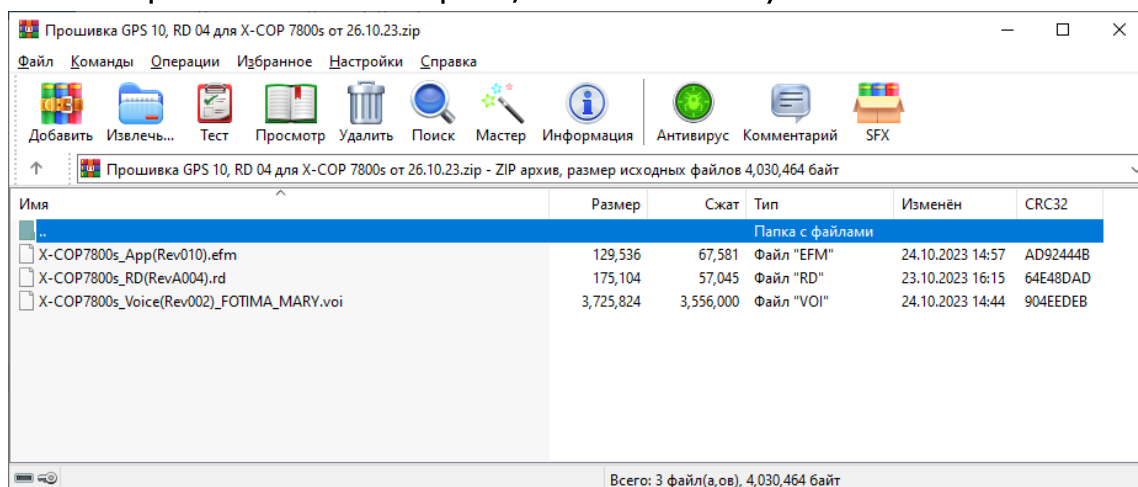 Прошивка GPS 10, RD 04 для X-COP 7800s от 26.10.23.zip
Файл Команды Операции Избранное Настройки Справка
Добавить Извлечь... Тест Просмотр Удалить Поиск Мастер Информация Антивирус Комментарий SFX
Прошивка GPS 10, RD 04 для X-COP 7800s от 26.10.23.zip - ZIP архив, размер исходных файлов 4,030,464 байт
Имя Размер Сжат Тип Изменён CRC32
.. Папка с файлами
X-COP7800s_App(Rev010).efm 129,536 67,581 Файл "EFM" 24.10.2023 14:57 AD92444B
X-COP7800s_RD(RevA004).rd 175,104 57,045 Файл "RD" 23.10.2023 16:15 64E48DAD
X-COP7800s_Voice(Rev002)_FOTIMA_MARY.voi 3,725,824 3,556,000 Файл "VOI" 24.10.2023 14:44 904EEDEB
Всего: 3 файл(а,ов), 4,030,464 байт